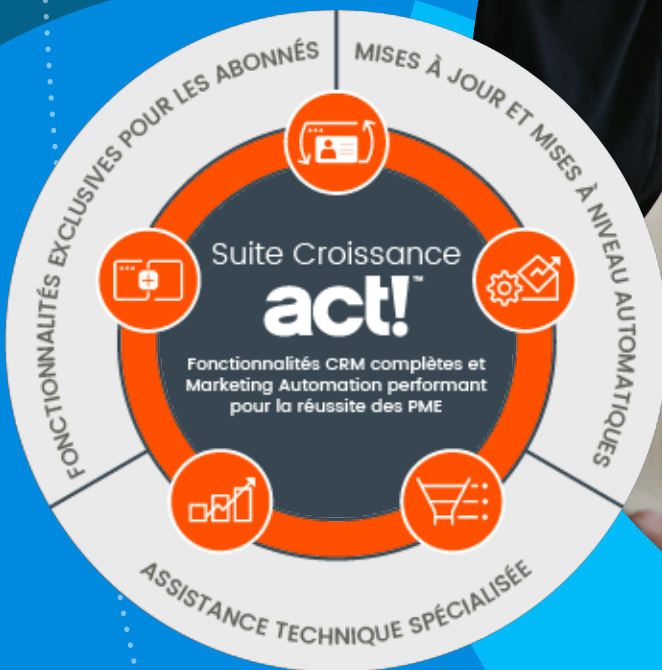 FONCTIONNALITÉS EXCLUSIVES POUR LES ABONNÉS
MISES À JOUR ET MISES À NIVEAU AUTOMATIQUES
Suite Croissance
act!™
Fonctionnalités CRM complètes et
Marketing Automation performant
pour la réussite des PME
ASSISTANCE TECHNIQUE SPÉCIALISÉE